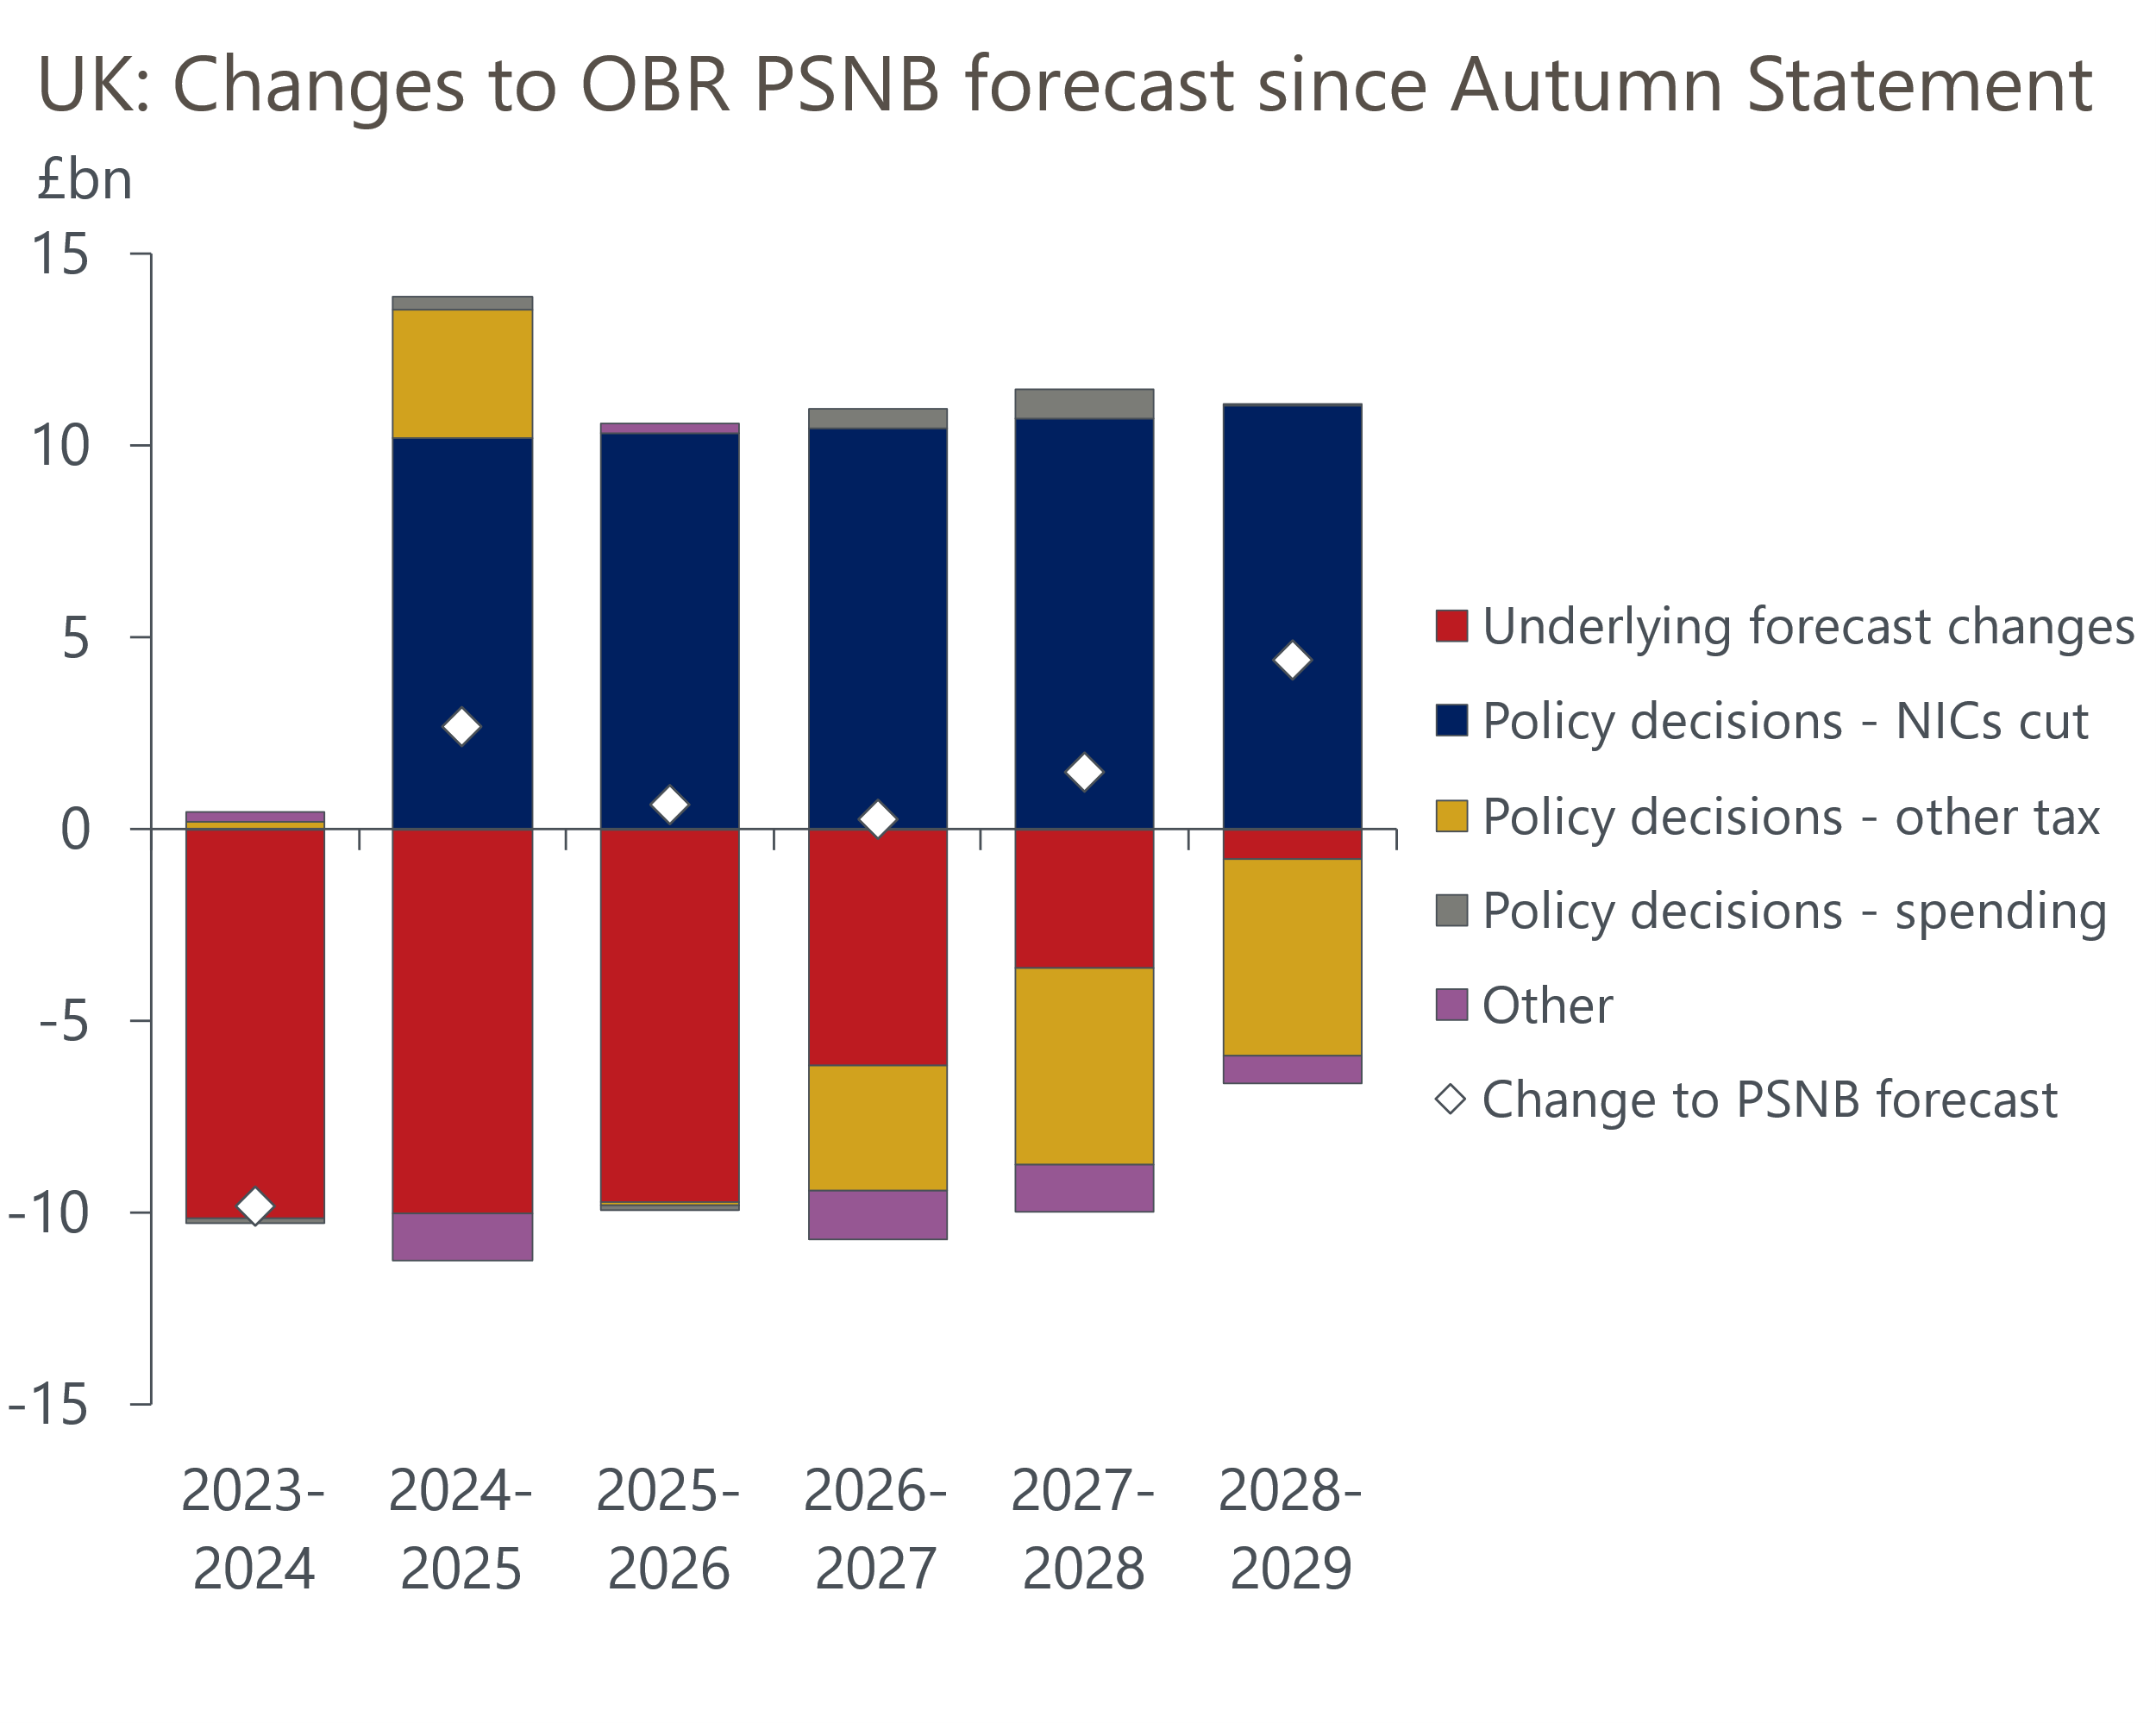 UK: Changes to OBR PSNB forecast since Autumn Statement
£bn
15
10
5
0
-5
-10
-15
2023-
2024
2024-
2025
2025-
2026
2026-
2027
2027-
2028
2028-
2029
Underlying forecast changes
Policy decisions - NICs cut
Policy decisions - other tax
Policy decisions - spending
Other
Change to PSNB forecast